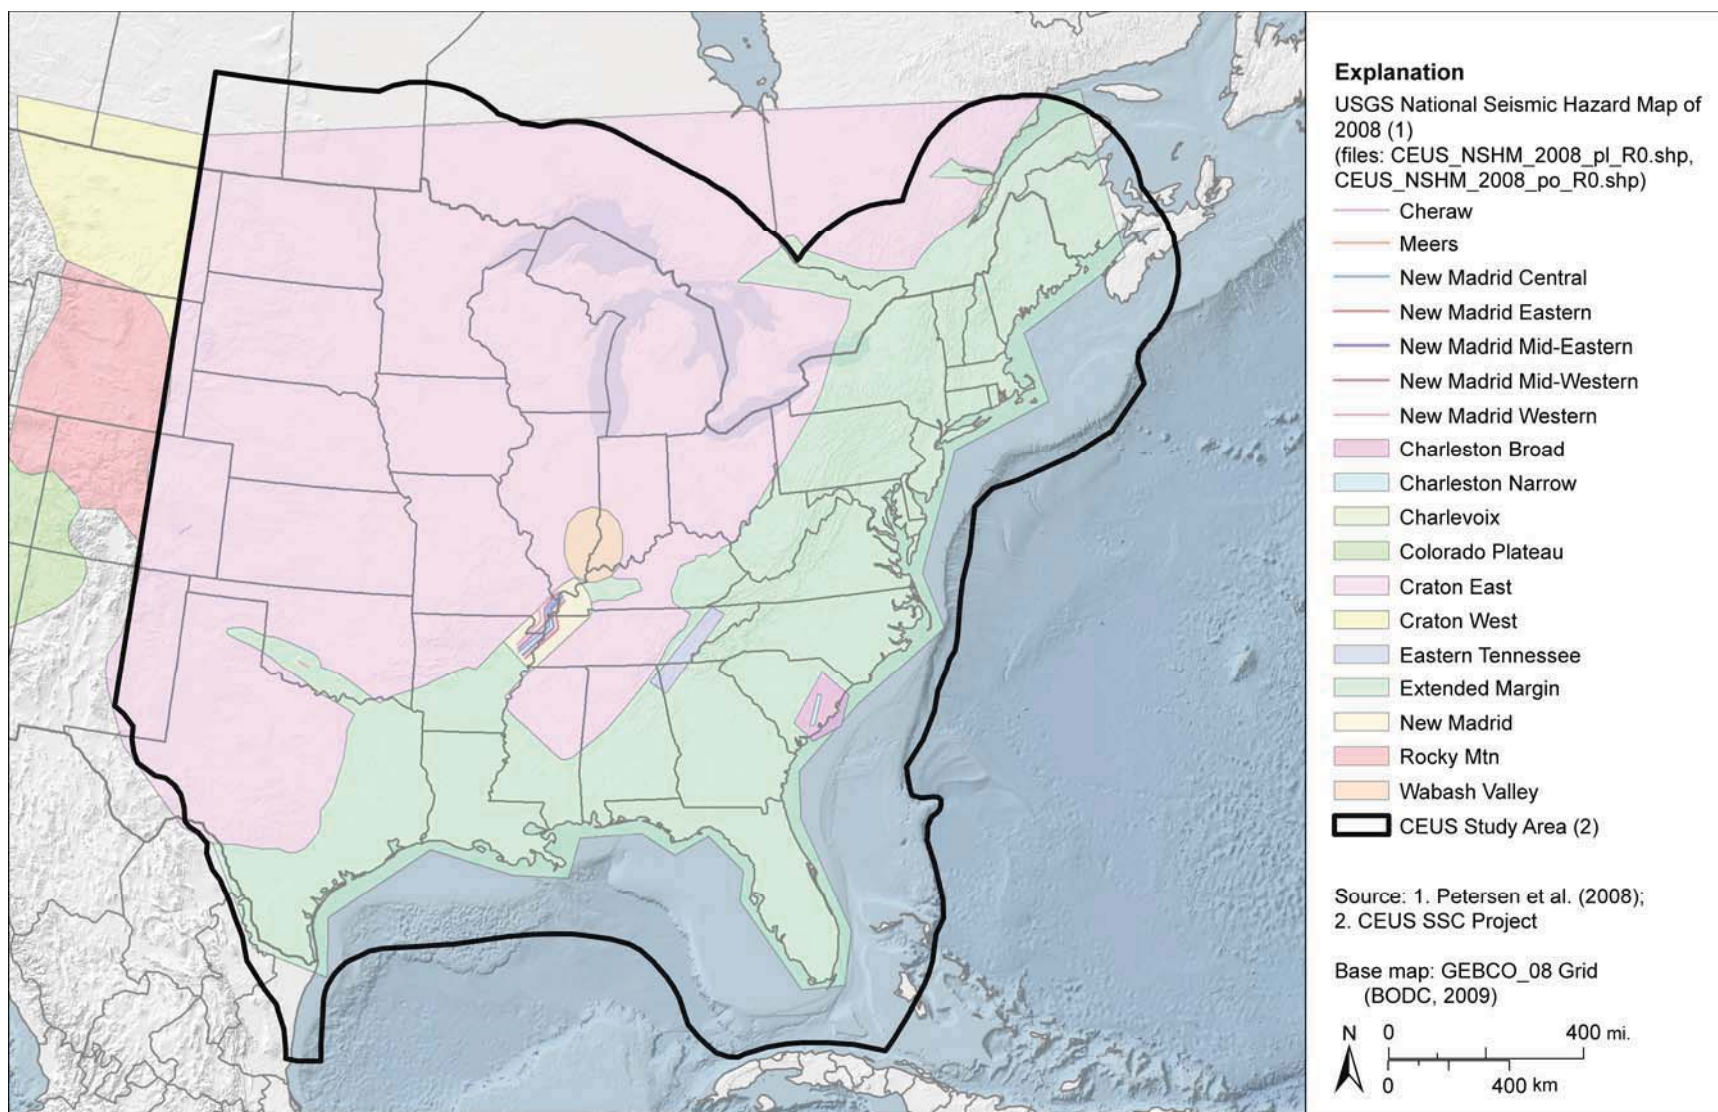 Explanation
USGS National Seismic Hazard Map of
2008 (1)
(files: CEUS_NSHM_2008_pl_R0.shp,
CEUS_NSHM_2008_po_R0.shp)
Cheraw
Meers
New Madrid Central
New Madrid Eastern
New Madrid Mid-Eastern
New Madrid Mid-Western
New Madrid Western
Charleston Broad
Charleston Narrow
Charlevoix
Colorado Plateau
Craton East
Craton West
Eastern Tennessee
Extended Margin
New Madrid
Rocky Mtn
Wabash Valley
CEUS Study Area (2)
Source: 1. Petersen et al. (2008);
2. CEUS SSC Project
Base map: GEBCO_08 Grid
(BODC, 2009)
N 0 400 mi.
0 400 km